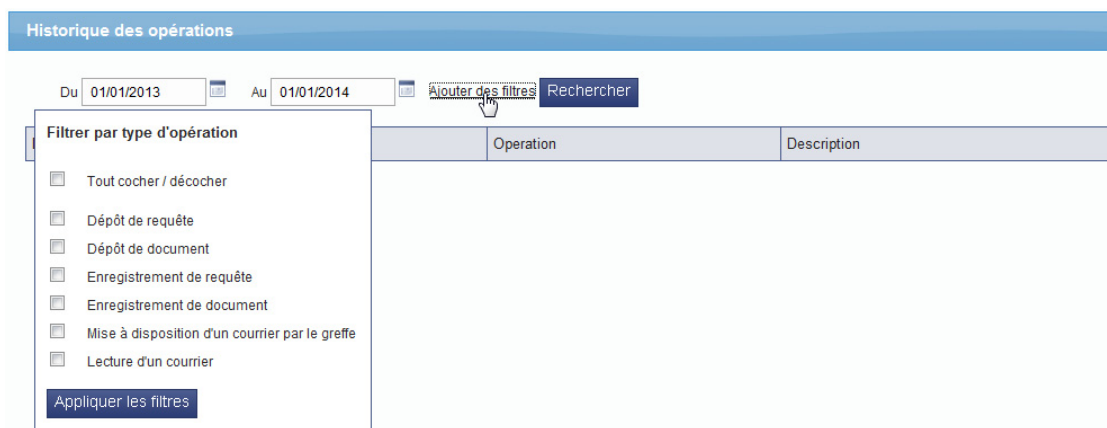 Historique des opérations
Du 01/01/2013 Au 01/01/2014 Ajouter des filtres Rechercher
Operation Description
Filtrer par type d'opération
Tout cocher / décocher
Dépôt de requête
Dépôt de document
Enregistrement de requête
Enregistrement de document
Mise à disposition d'un courrier par le greffe
Lecture d'un courrier
Appliquer les filtres